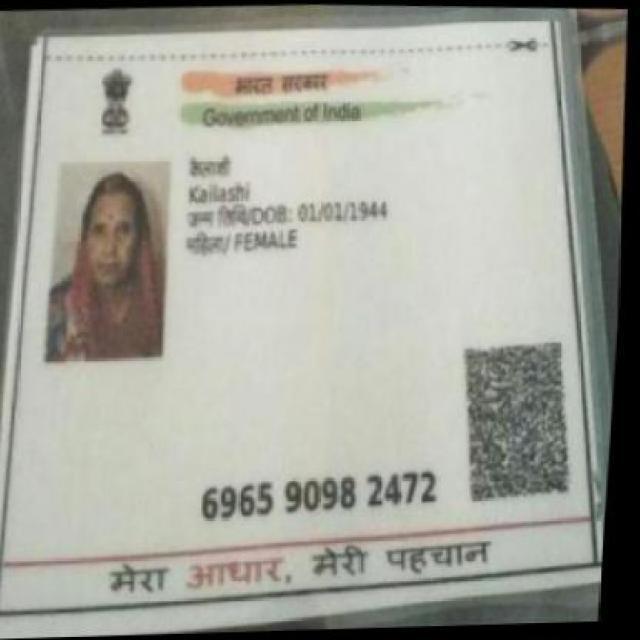 भारत सरकार
Government of India
कैलाशी
Kailashi
जन्म तिथि/DOB: 01/01/1944
महिला/ FEMALE
6965 9098 2472
मेरा आधार, मेरी पहचान